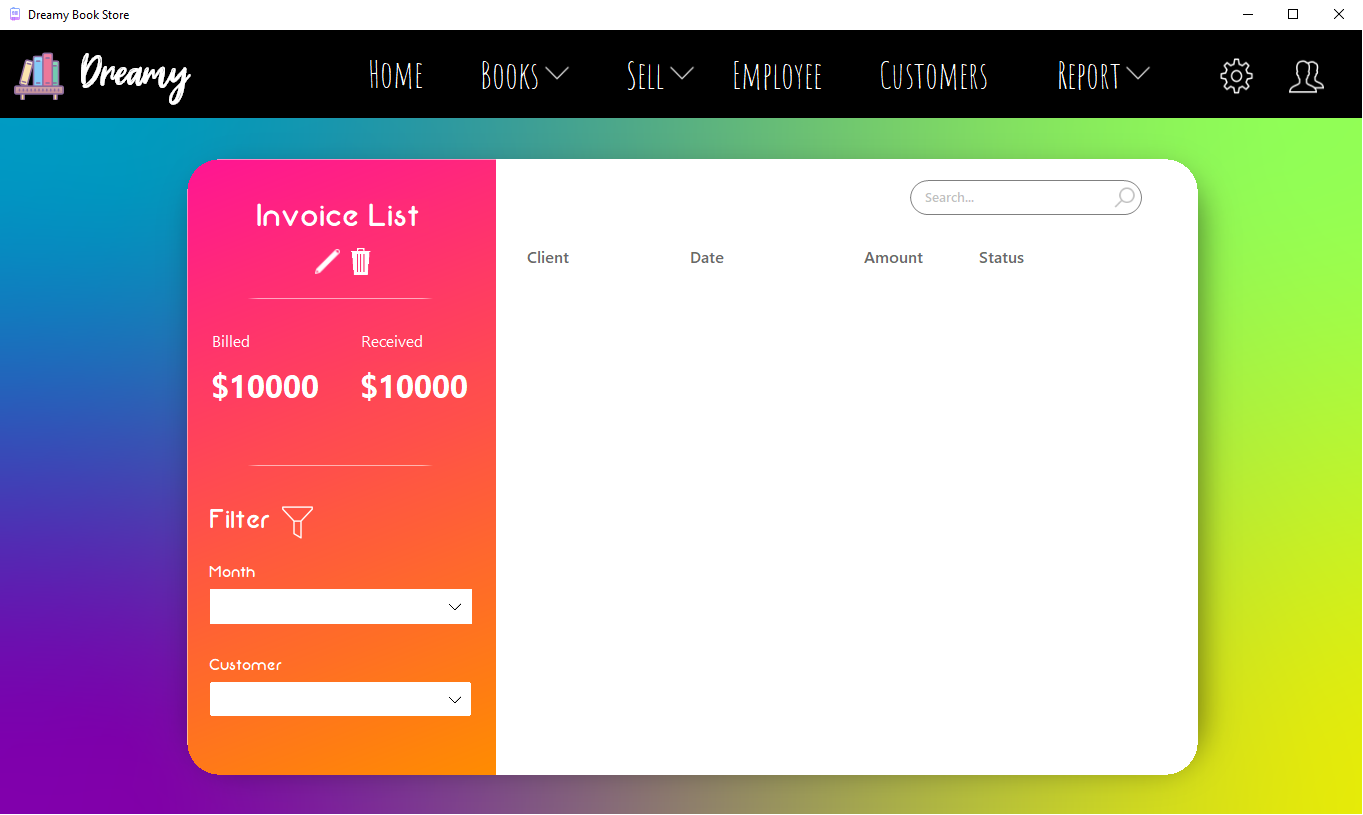 Dreamy Book Store
Dreamy
Home Books Sell Employee Customers Report
Invoice List
Billed Received
$10000 $10000
Filter
Month
Customer
Search...
Client Date Amount Status